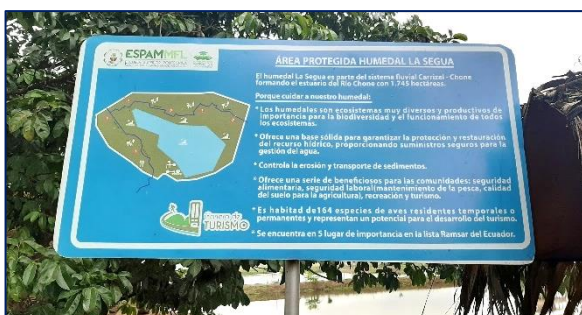 ESPAMMFL
ÁREA PROTEGIDA HUMEDAL LA SEGUA
El humedal La Segua es parte del sistema fluvial Carrizal - Chone
formando el estuario del Río Chone con 1.745 hectáreas.
Porque cuidar a nuestro humedal:
* Los humedales son ecosistemas muy diversos y productivos de
importancia para la biodiversidad y el funcionamiento de todos
los ecosistemas.
* Ofrece una base sólida para garantizar la protección y restauración
del recurso hídrico, proporcionando suministros seguros para la
gestión del agua.
* Controla la erosión y transporte de sedimentos.
* Ofrece una serie de beneficiosos para las comunidades: seguridad
alimentaria, seguridad laboral(mantenimiento de la pesca, calidad
del suelo para la agricultura), recreación y turismo.
* Es habitad de164 especies de aves residentes temporales o
permanentes y representan un potencial para el desarrollo del turismo.
* Se encuentra en 5 lugar de importancia en la lista Ramsar del Ecuador.
TURISMO